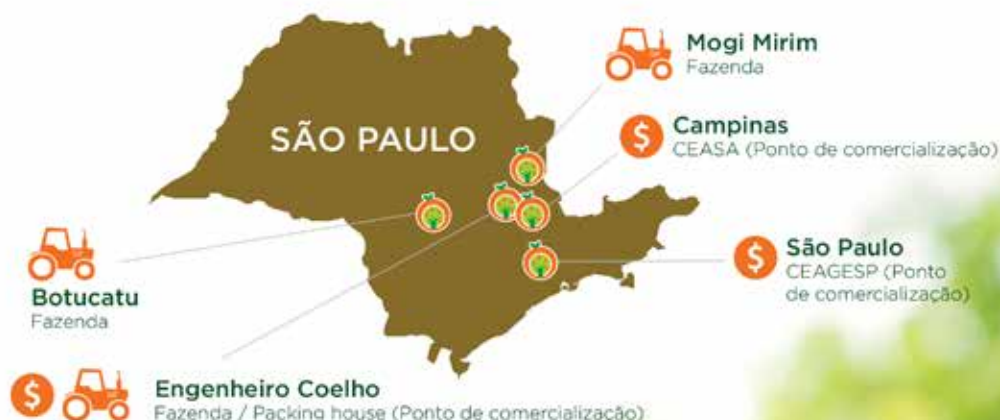 Mogi Mirim
Fazenda
SÃO PAULO
$
Campinas
CEASA (Ponto de comercialização)
$
São Paulo
CEAGESP (Ponto
de comercialização)
Botucatu
Fazenda
$
Engenheiro Coelho
Fazenda / Packing house (Ponto de comercialização)